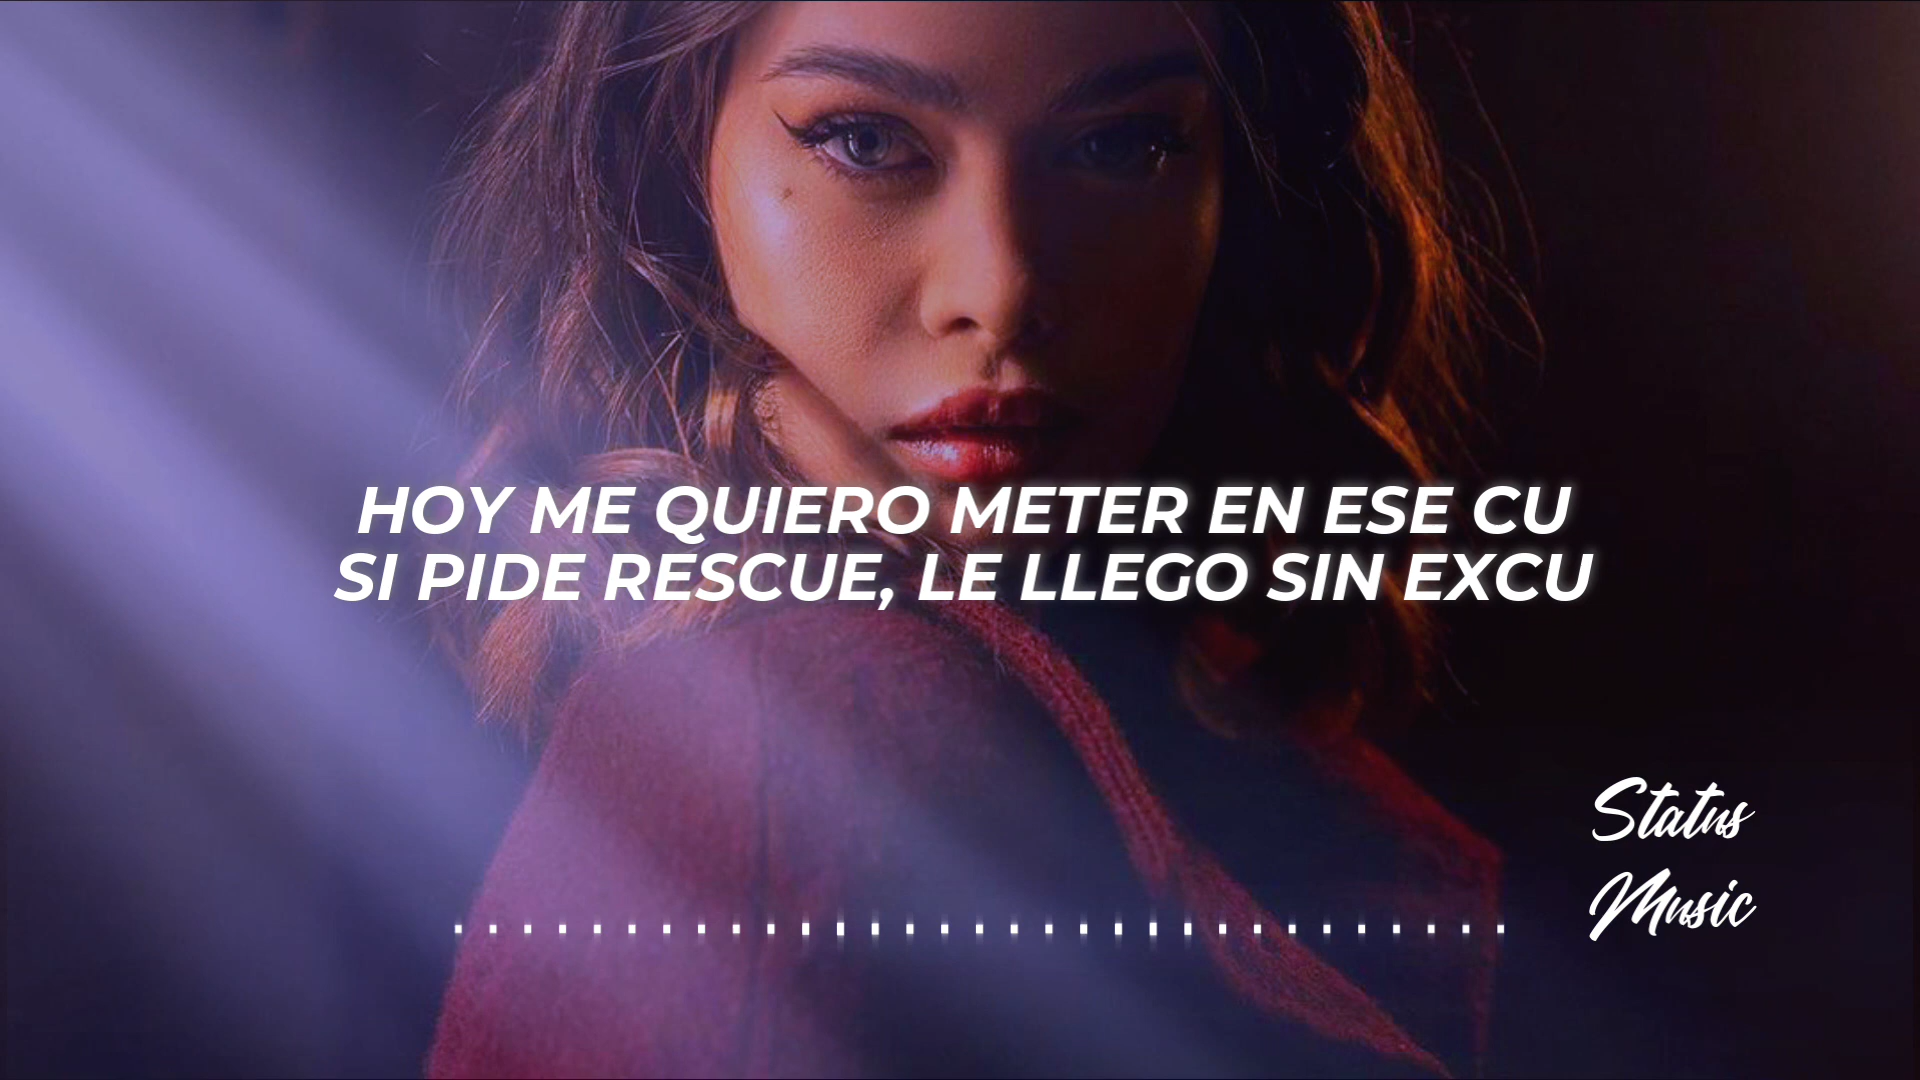 HOY ME QUIERO METER EN ESE CU
SI PIDE RESCUE, LE LLEGO SIN EXCU
Status
Music